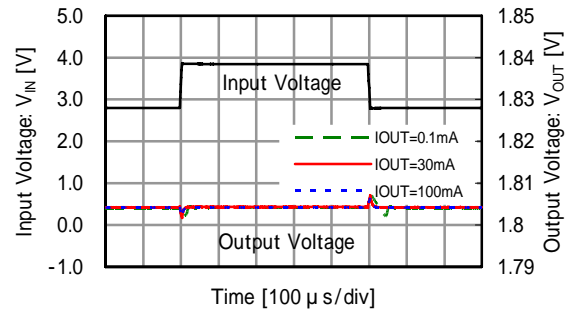 5.0
4.0
3.0
2.0
1.0
0.0
-1.0
Input Voltage: VIN [V]
Input Voltage
IOUT=0.1mA
IOUT=30mA
IOUT=100mA
Output Voltage
1.85
1.84
1.83
1.82
1.81
1.80
1.79
Output Voltage: VOUT [V]
Time [100 μ s/div]